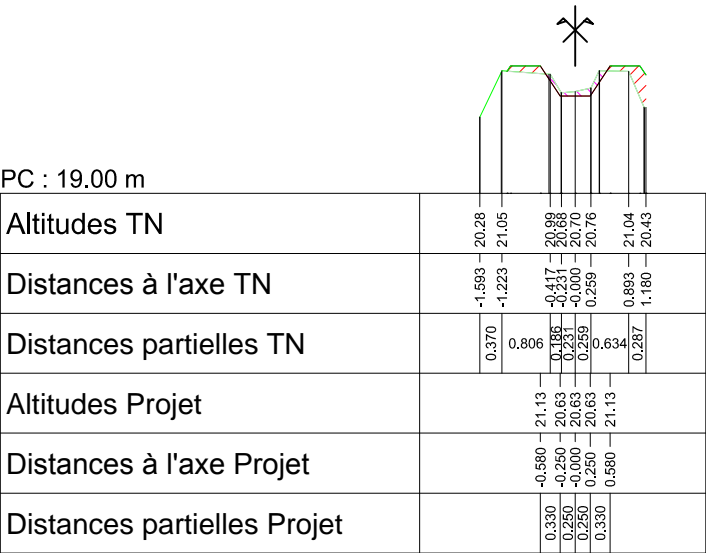 PC : 19.00 m
Altitudes TN 20.28 21.05 20.99 20.68 20.70 20.76 21.04 20.43
Distances à l'axe TN -1.593 -1.223 -0.417 -0.231 -0.000 0.259 0.893 1.180
Distances partielles TN 0.370 0.806 0.186 0.231 0.259 0.634 0.287
Altitudes Projet 21.13 20.63 20.63 20.63 21.13
Distances à l'axe Projet -0.580 -0.250 -0.000 0.250 0.580
Distances partielles Projet 0.330 0.250 0.250 0.330